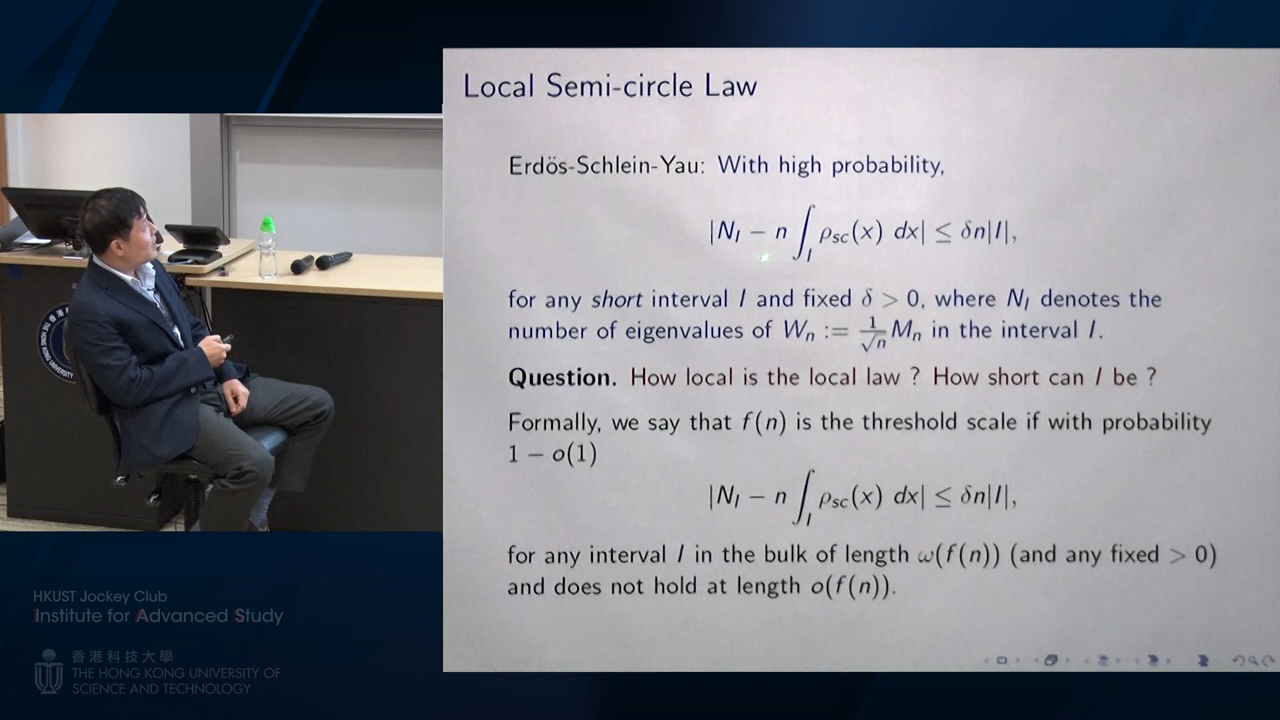 Local Semi-circle Law
Erdös-Schlein-Yau: With high probability,
|N_I − n ∫_I ρ_sc(x) dx| ≤ δn|I|,
for any short interval I and fixed δ > 0, where N_I denotes the
number of eigenvalues of W_n := 1/√n M_n in the interval I.
Question. How local is the local law ? How short can I be ?
Formally, we say that f(n) is the threshold scale if with probability
1 − o(1)
|N_I − n ∫_I ρ_sc(x) dx| ≤ δn|I|,
for any interval I in the bulk of length ω(f(n)) (and any fixed > 0)
and does not hold at length o(f(n)).
HKUST Jockey Club
Institute for Advanced Study
香港科技大學
THE HONG KONG UNIVERSITY OF
SCIENCE AND TECHNOLOGY